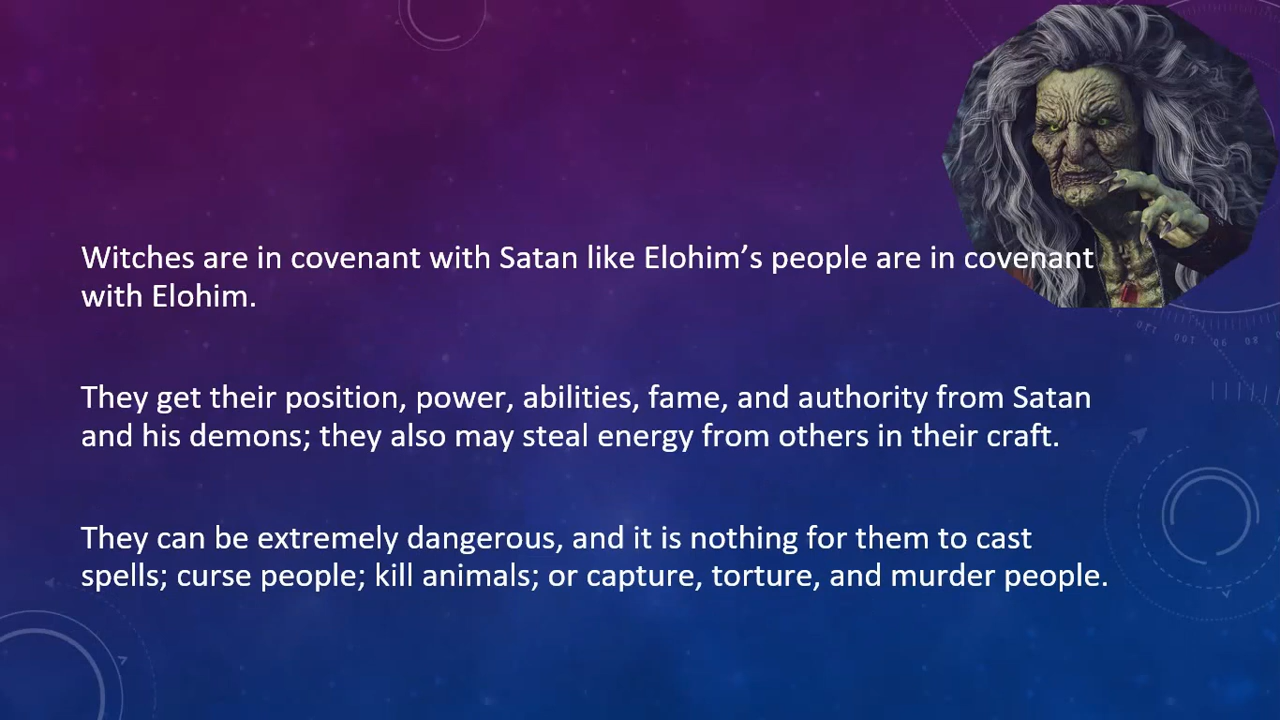 Witches are in covenant with Satan like Elohim’s people are in covenant
with Elohim.
They get their position, power, abilities, fame, and authority from Satan
and his demons; they also may steal energy from others in their craft.
They can be extremely dangerous, and it is nothing for them to cast
spells; curse people; kill animals; or capture, torture, and murder people.